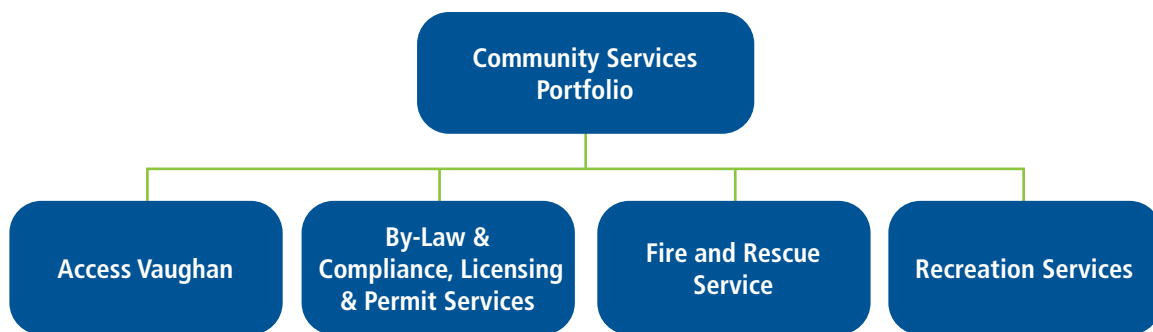 Community Services
Portfolio
Access Vaughan
By-Law &
Compliance, Licensing
& Permit Services
Fire and Rescue
Service
Recreation Services